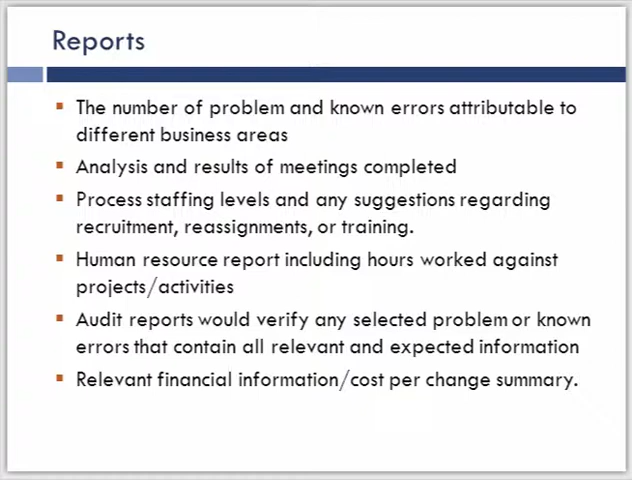 Reports
The number of problem and known errors attributable to
different business areas
Analysis and results of meetings completed
Process staffing levels and any suggestions regarding
recruitment, reassignments, or training.
Human resource report including hours worked against
projects/activities
Audit reports would verify any selected problem or known
errors that contain all relevant and expected information
Relevant financial information/cost per change summary.